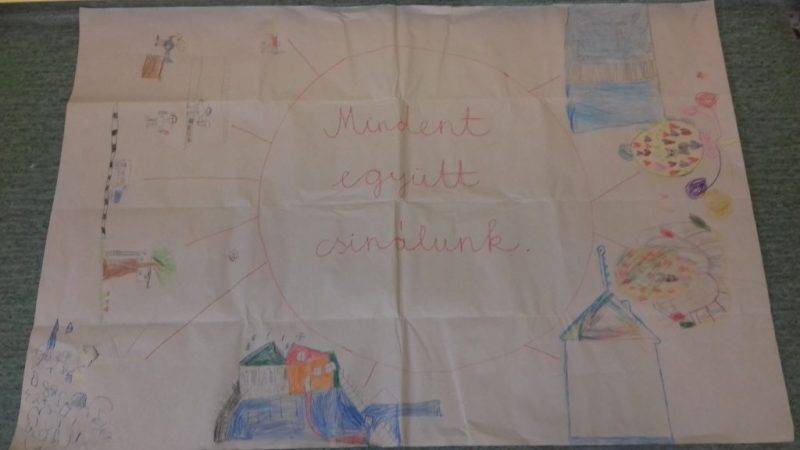 Mindent
együtt
csinálunk.